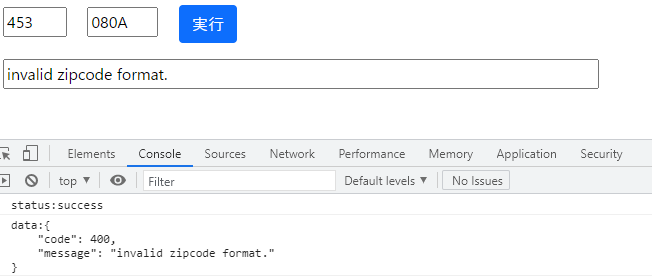 453 080A 実行
invalid zipcode format.
Elements Console Sources Network Performance Memory Application Security
top ▼ Filter Default levels ▼ No Issues
status:success
data:{
    "code": 400,
    "message": "invalid zipcode format."
}